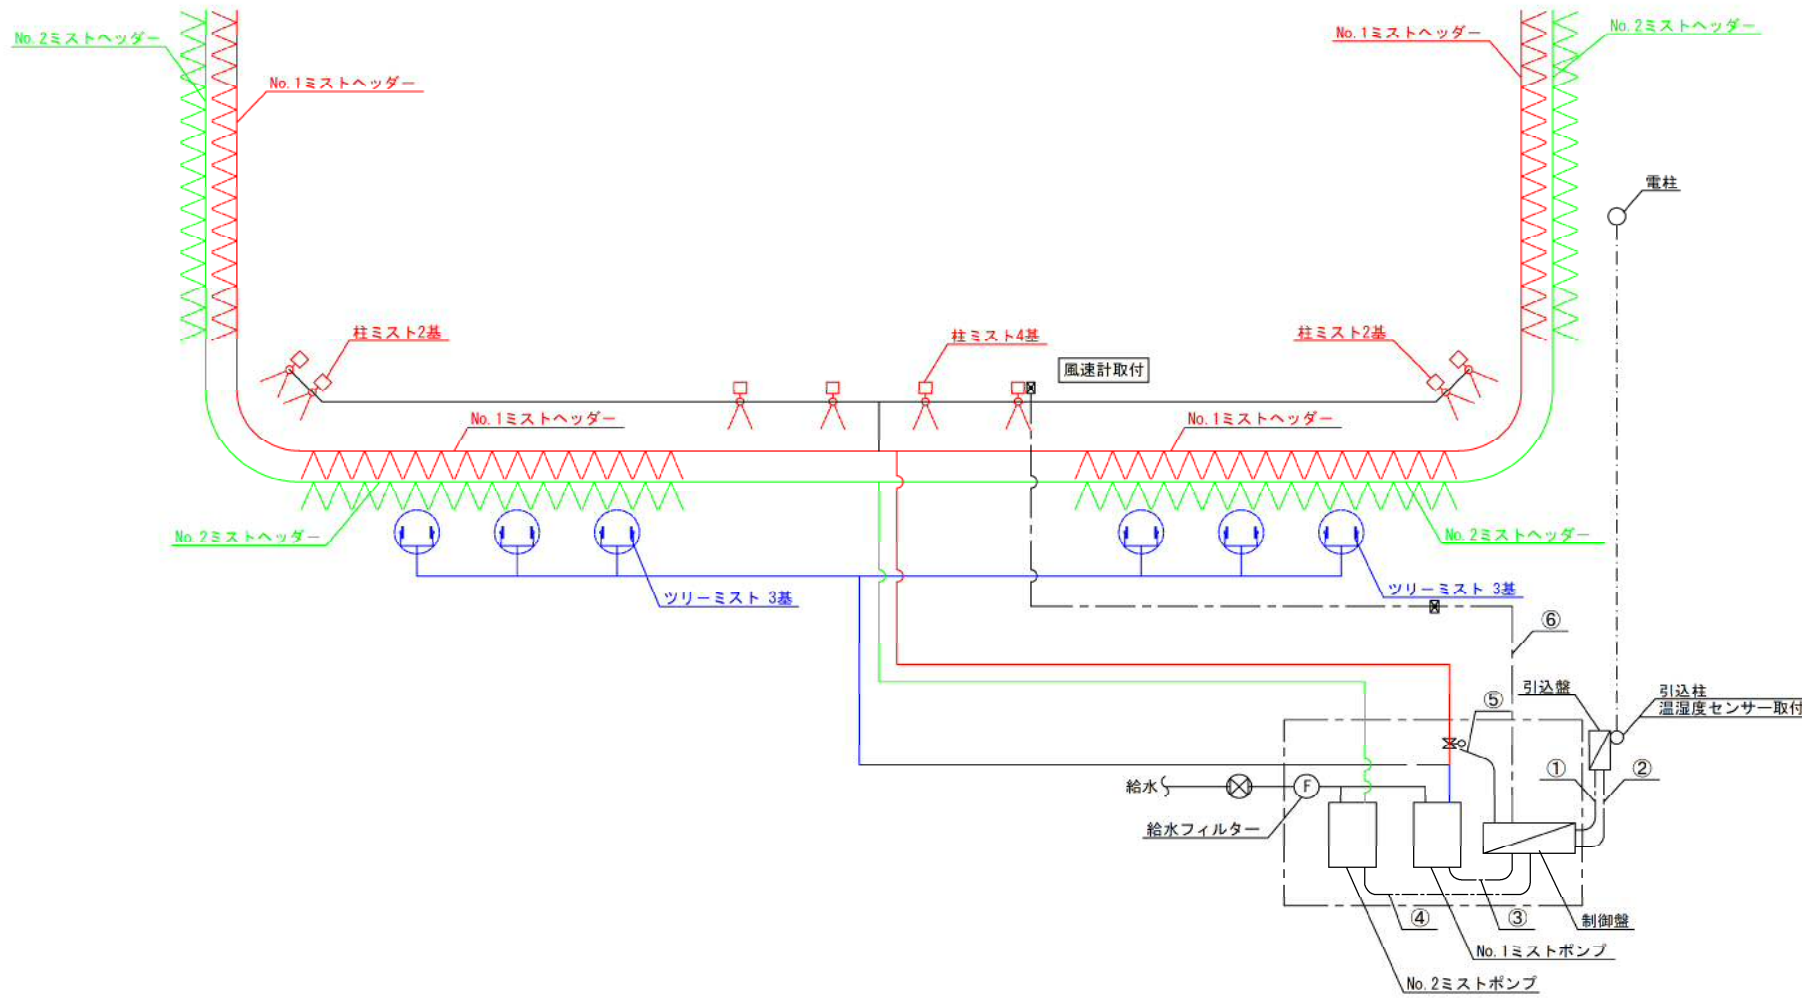 No.2ミストヘッダー
No.1ミストヘッダー
No.1ミストヘッダー
No.2ミストヘッダー
電柱
柱ミスト2基
柱ミスト4基
風速計取付
柱ミスト2基
No.1ミストヘッダー
No.1ミストヘッダー
No.2ミストヘッダー
No.2ミストヘッダー
ツリーミスト 3基
ツリーミスト 3基
⑥
引込盤
引込柱
温湿度センサー取付
⑤
①
②
給水
F
給水フィルター
④
③
制御盤
No.1ミストポンプ
No.2ミストポンプ